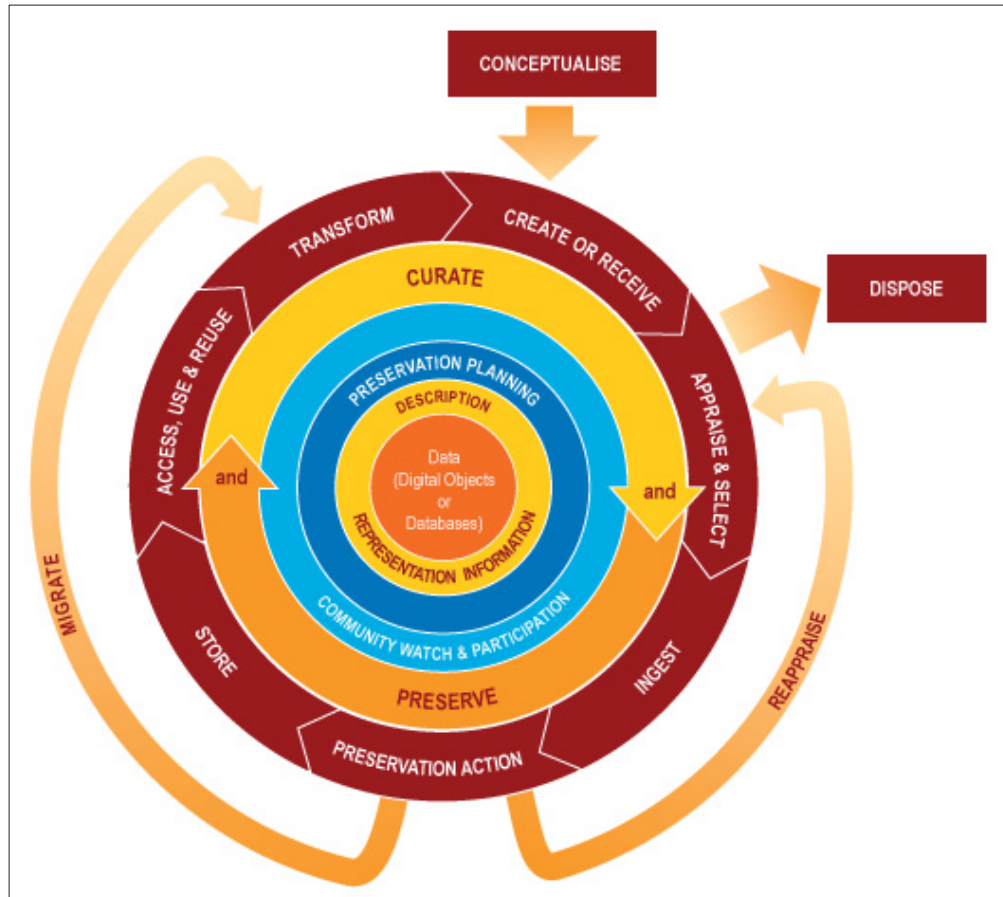 CONCEPTUALISE
CREATE OR RECEIVE
DISPOSE
APPRAISE & SELECT
REAPPRAISE
INGEST
PRESERVATION ACTION
STORE
MIGRATE
ACCESS, USE & REUSE
TRANSFORM
CURATE
and
PRESERVE
and
COMMUNITY WATCH & PARTICIPATION
PRESERVATION PLANNING
DESCRIPTION
REPRESENTATION INFORMATION
Data
(Digital Objects
or
Databases)